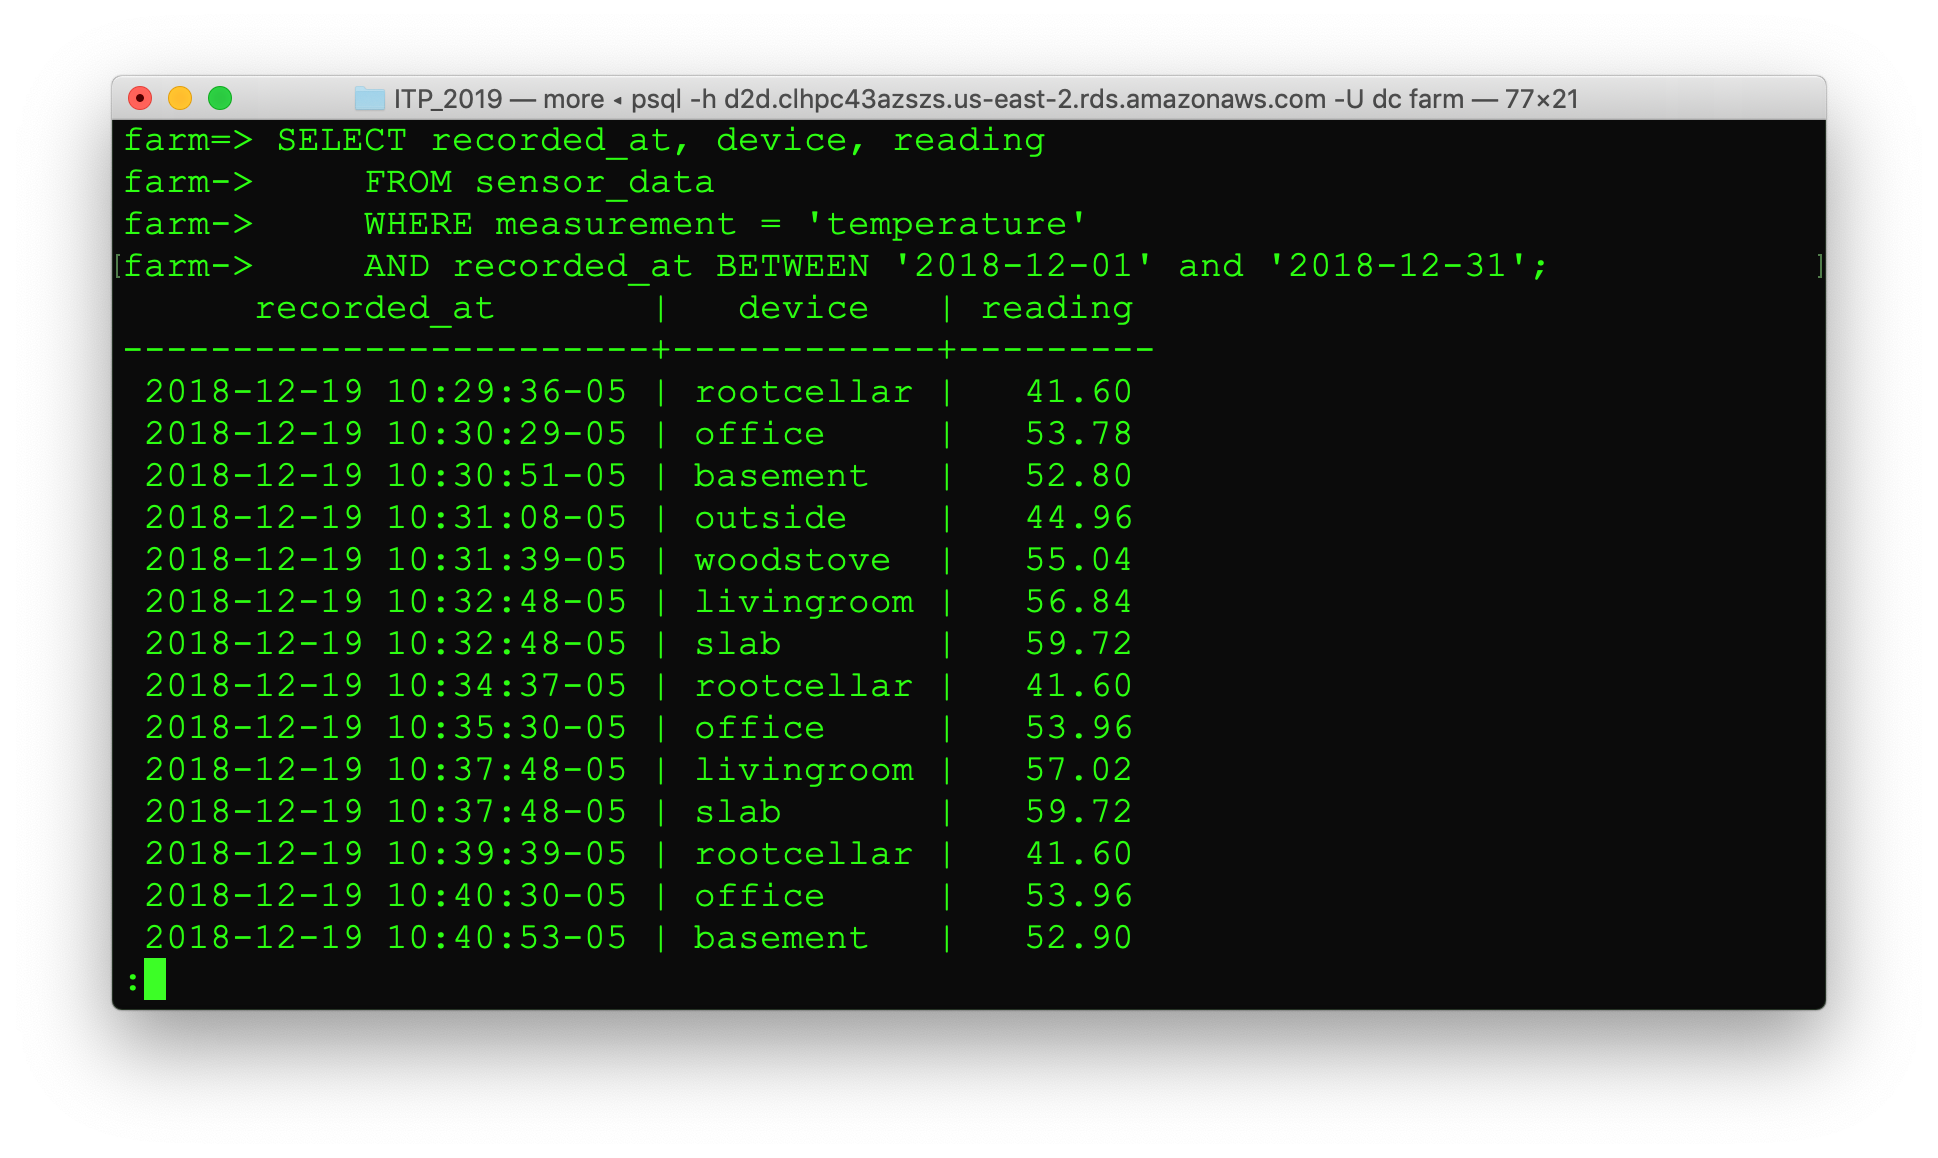 ITP_2019 — more ◂ psql -h d2d.clhpc43azszs.us-east-2.rds.amazonaws.com -U dc farm — 77×21
farm=> SELECT recorded_at, device, reading
farm->     FROM sensor_data
farm->     WHERE measurement = 'temperature'
[farm->     AND recorded_at BETWEEN '2018-12-01' and '2018-12-31';            ]
      recorded_at       |   device   | reading
------------------------+------------+---------
 2018-12-19 10:29:36-05 | rootcellar |   41.60
 2018-12-19 10:30:29-05 | office     |   53.78
 2018-12-19 10:30:51-05 | basement   |   52.80
 2018-12-19 10:31:08-05 | outside    |   44.96
 2018-12-19 10:31:39-05 | woodstove  |   55.04
 2018-12-19 10:32:48-05 | livingroom |   56.84
 2018-12-19 10:32:48-05 | slab       |   59.72
 2018-12-19 10:34:37-05 | rootcellar |   41.60
 2018-12-19 10:35:30-05 | office     |   53.96
 2018-12-19 10:37:48-05 | livingroom |   57.02
 2018-12-19 10:37:48-05 | slab       |   59.72
 2018-12-19 10:39:39-05 | rootcellar |   41.60
 2018-12-19 10:40:30-05 | office     |   53.96
 2018-12-19 10:40:53-05 | basement   |   52.90
: